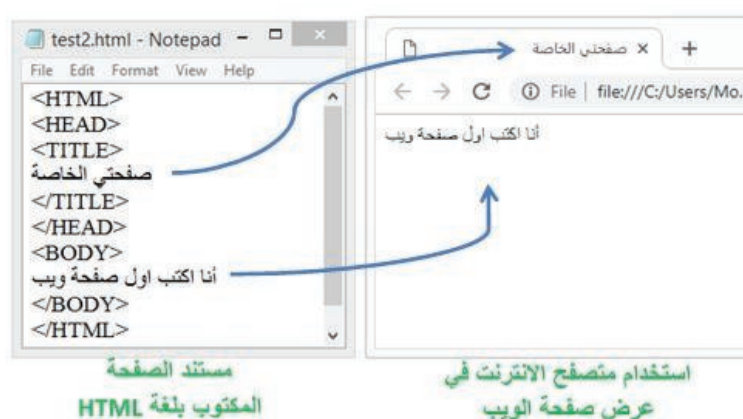 test2.html - Notepad
File Edit Format View Help
<HTML>
<HEAD>
<TITLE>
صفحتي الخاصة
</TITLE>
</HEAD>
<BODY>
أنا اكتب اول صفحة ويب
</BODY>
</HTML>
مستند الصفحة
المكتوب بلغة HTML
صفحتي الخاصة
File | file:///C:/Users/Mo.
أنا اكتب اول صفحة ويب
استخدام متصفح الانترنت في
عرض صفحة الويب